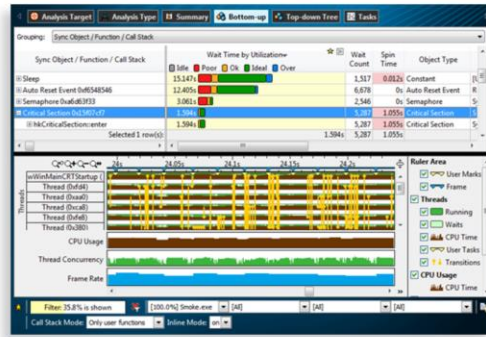 Analysis Target Analysis Type Summary Bottom-up Top-down Tree Tasks
Grouping: Sync Object / Function / Call Stack
Sync Object / Function / Call Stack
Wait Time by Utilization
Idle Poor Ok Ideal Over
Wait Count
Spin Time
Object Type
Sleep 15.147s 1,517 0.012s Constant
Auto Reset Event 0xf6548546 12.405s 6,678 0s Auto Reset Event
Semaphore 0xa6d63f33 3.061s 2,546 0s Semaphore
Critical Section 0x15f07cf7 1.594s 5,287 1.055s Critical Section
hkCriticalSection::enter 1.594s 5,287 1.055s Critical Section
Selected 1 row(s): 1.594s 5,287 1.055s
24s 24.05s 24.1s 24.15s 24.2s
Threads
wWinMainCRTStartup (
Thread (0xfd4)
Thread (0xaa0)
Thread (0xca8)
Thread (0xfe8)
Thread (0x380)
CPU Usage
Thread Concurrency
Frame Rate
Ruler Area
User Marks
Frame
Threads
Running
Waits
CPU Time
User Tasks
Transitions
CPU Usage
CPU Time
Filter: 35.8% is shown [100.0%] Smoke.exe [All] [All] [All]
Call Stack Mode: Only user functions Inline Mode: on